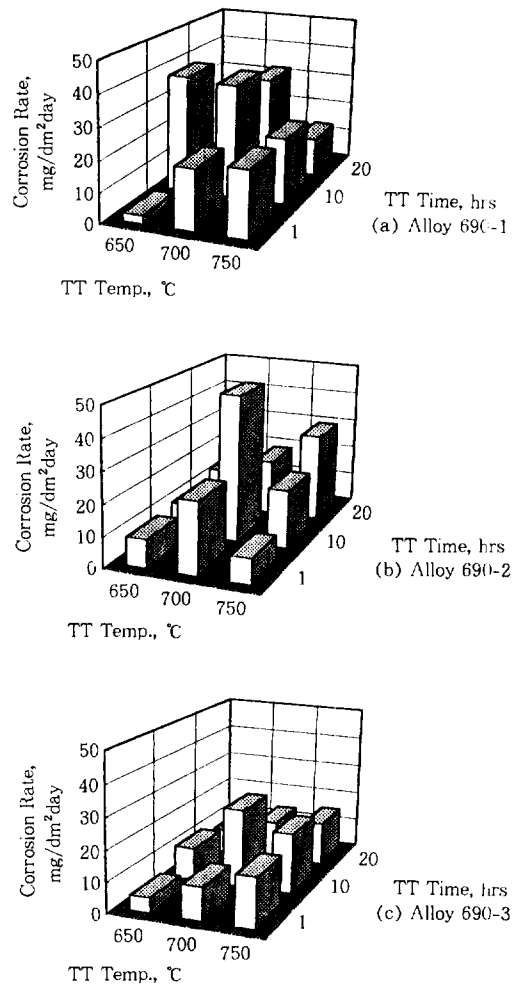 Corrosion Rate,
mg/dm²day
50
40
30
20
10
0
650
700
750
TT Temp., ℃
1
10
20
TT Time, hrs
(a) Alloy 690-1
Corrosion Rate,
mg/dm²day
50
40
30
20
10
0
650
700
750
TT Temp., ℃
1
10
20
TT Time, hrs
(b) Alloy 690-2
Corrosion Rate,
mg/dm²day
50
40
30
20
10
0
650
700
750
TT Temp., ℃
1
10
20
TT Time, hrs
(c) Alloy 690-3